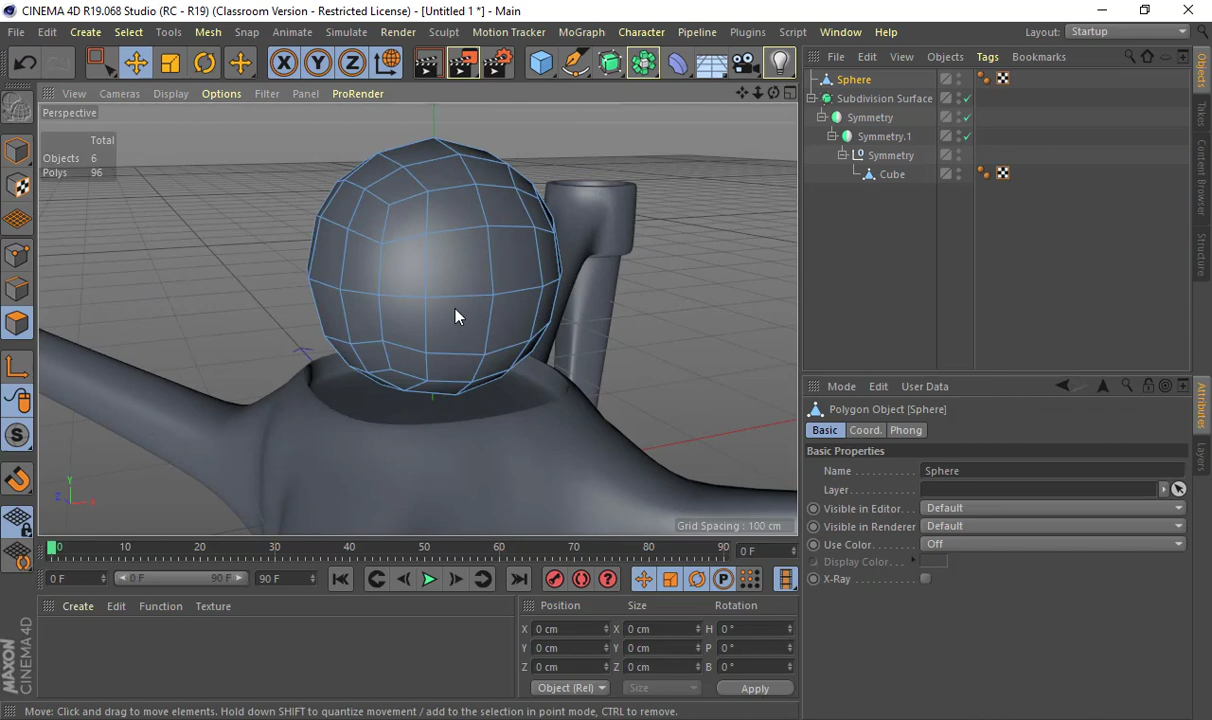 CINEMA 4D R19.068 Studio (RC - R19) (Classroom Version - Restricted License) - [Untitled 1 *] - Main
File Edit Create Select Tools Mesh Snap Animate Simulate Render Sculpt Motion Tracker MoGraph Character Pipeline Plugins Script Window Help Layout: Startup
X Y Z
File Edit View Objects Tags Bookmarks
View Cameras Display Options Filter Panel ProRender
Perspective
Total
Objects 6
Polys 96
Sphere
Subdivision Surface
Symmetry
Symmetry.1
Symmetry
Cube
Objects
Takes
Content Browser
Structure
Mode Edit User Data
Polygon Object [Sphere]
Basic Coord. Phong
Basic Properties
Name Sphere
Layer
Visible in Editor Default
Visible in Renderer Default
Use Color Off
Display Color
X-Ray
Attributes
Layers
Y
Z X
Grid Spacing : 100 cm
0 10 20 30 40 50 60 70 80 90 0 F
0 F 0 F 90 F 90 F
P
Create Edit Function Texture
Position Size Rotation
X 0 cm X 0 cm H 0 °
Y 0 cm Y 0 cm P 0 °
Z 0 cm Z 0 cm B 0 °
Object (Rel) Size Apply
MAXON
CINEMA 4D
Move: Click and drag to move elements. Hold down SHIFT to quantize movement / add to the selection in point mode, CTRL to remove.